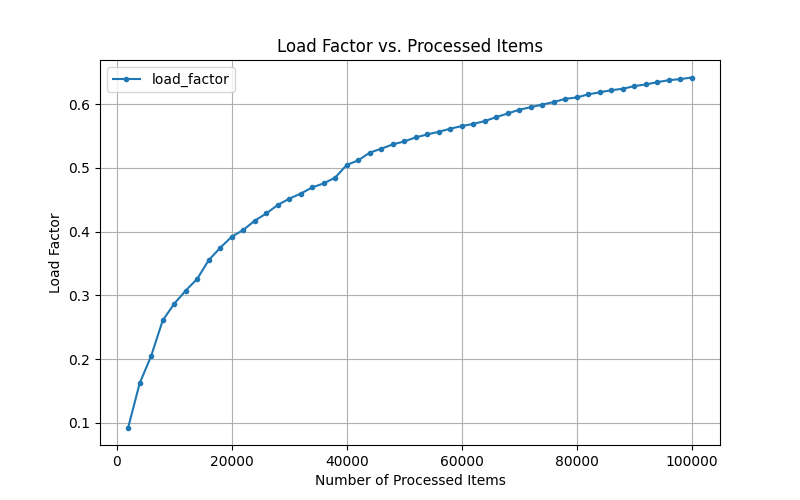 Load Factor vs. Processed Items
load_factor
0.6
0.5
0.4
0.3
0.2
0.1
Load Factor
0 20000 40000 60000 80000 100000
Number of Processed Items